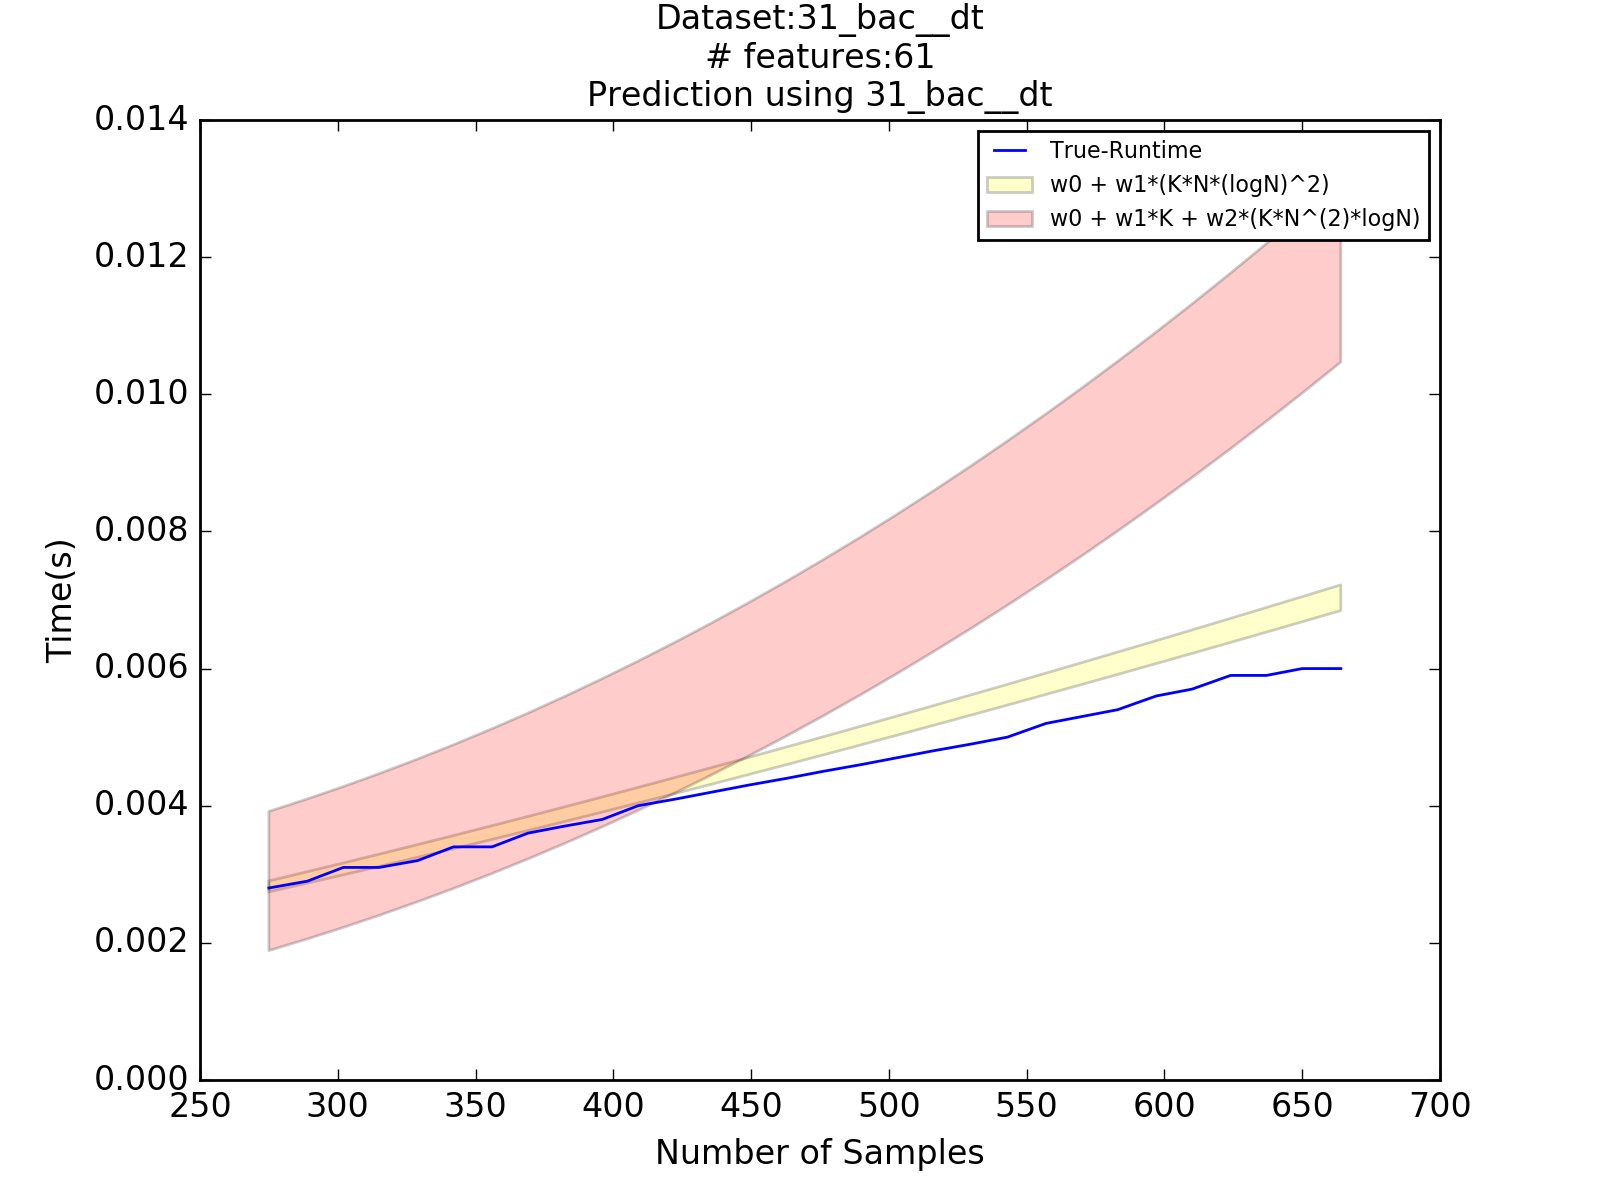 Dataset:31_bac__dt
# features:61
Prediction using 31_bac__dt
True-Runtime
w0 + w1*(K*N*(logN)^2)
w0 + w1*K + w2*(K*N^(2)*logN)
0.014
0.012
0.010
0.008
0.006
0.004
0.002
0.000
Time(s)
250 300 350 400 450 500 550 600 650 700
Number of Samples